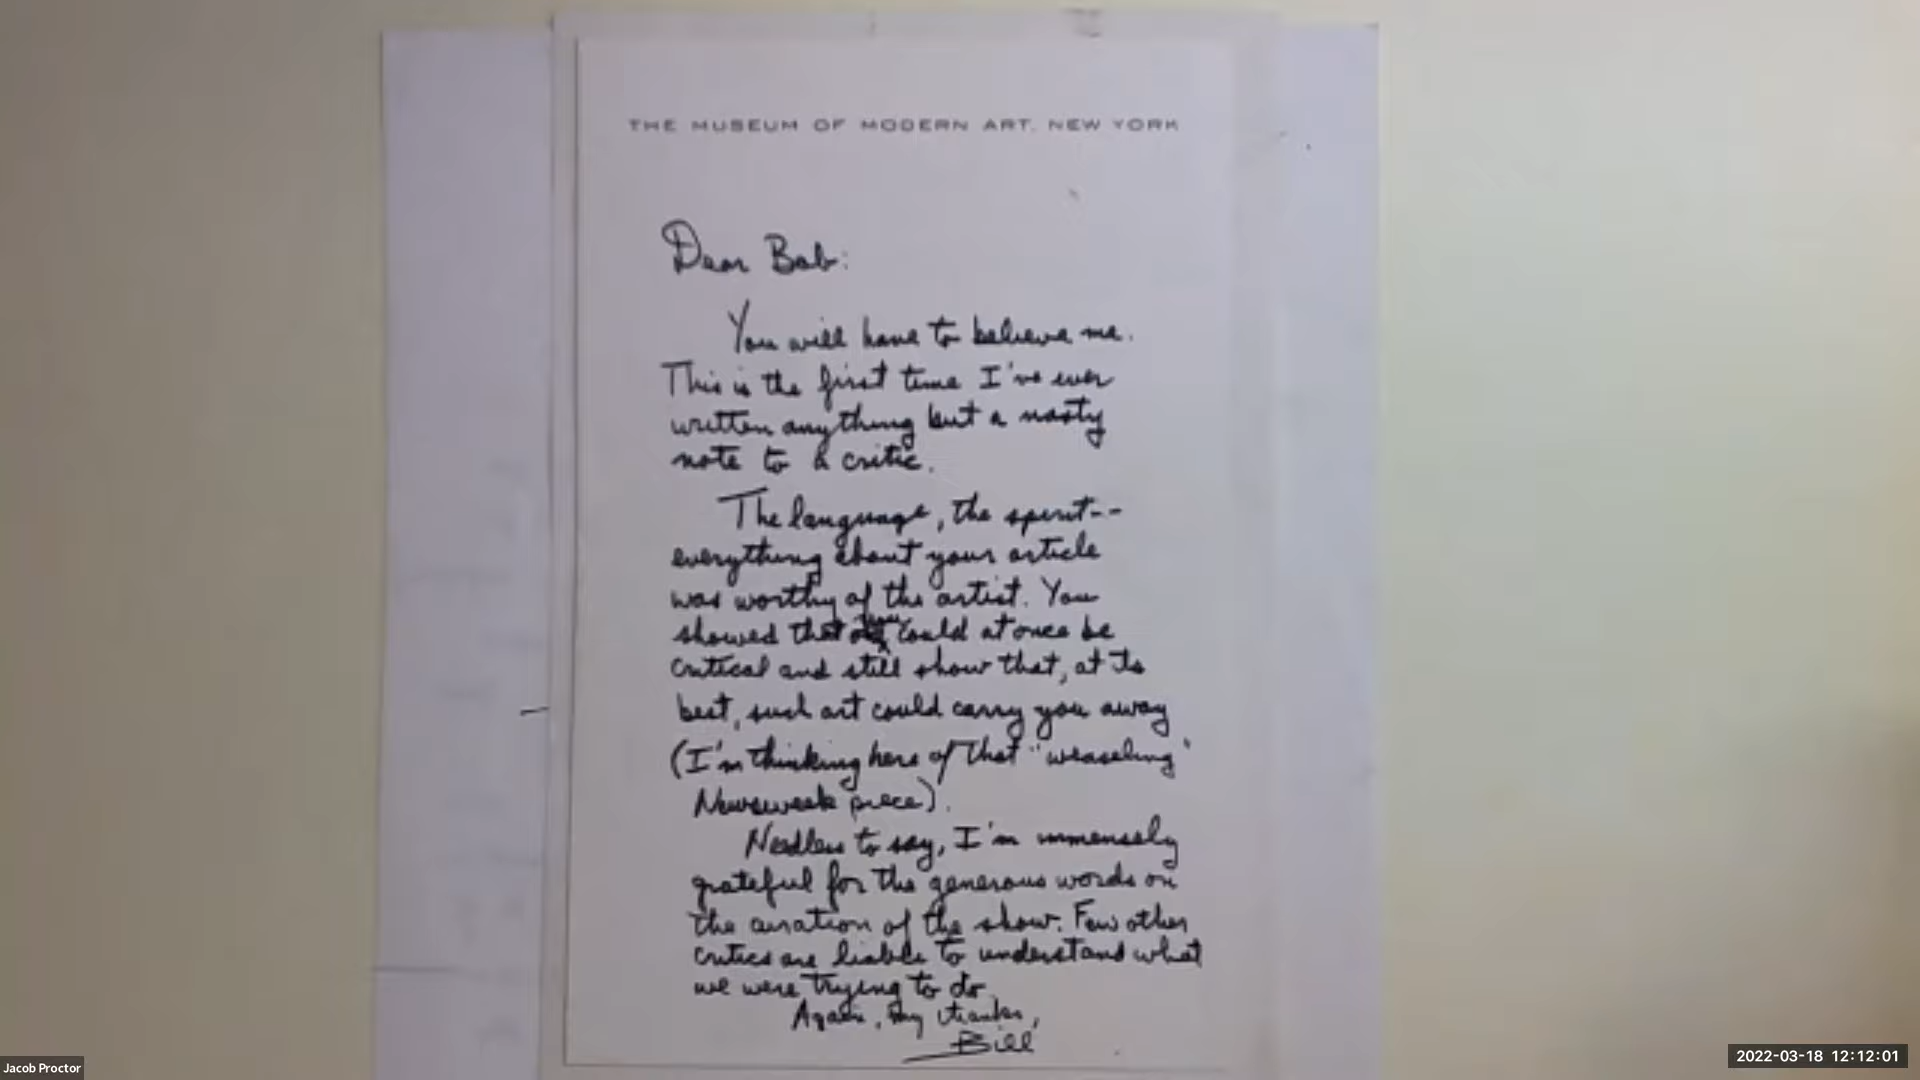 THE MUSEUM OF MODERN ART, NEW YORK
Dear Bob:
You will have to believe me.
This is the first time I've ever
written anything but a nasty
note to a critic.
The language, the spirit--
everything about your article
was worthy of the artist. You
showed that you could at once be
critical and still show that, at its
best, such art could carry you away
(I'm thinking here of that "weaseling"
Newsweek piece).
Needless to say, I'm immensely
grateful for the generous words on
the curation of the show. Few other
critics are liable to understand what
we were trying to do.
Again, my thanks,
Bill
Jacob Proctor
2022-03-18 12:12:01